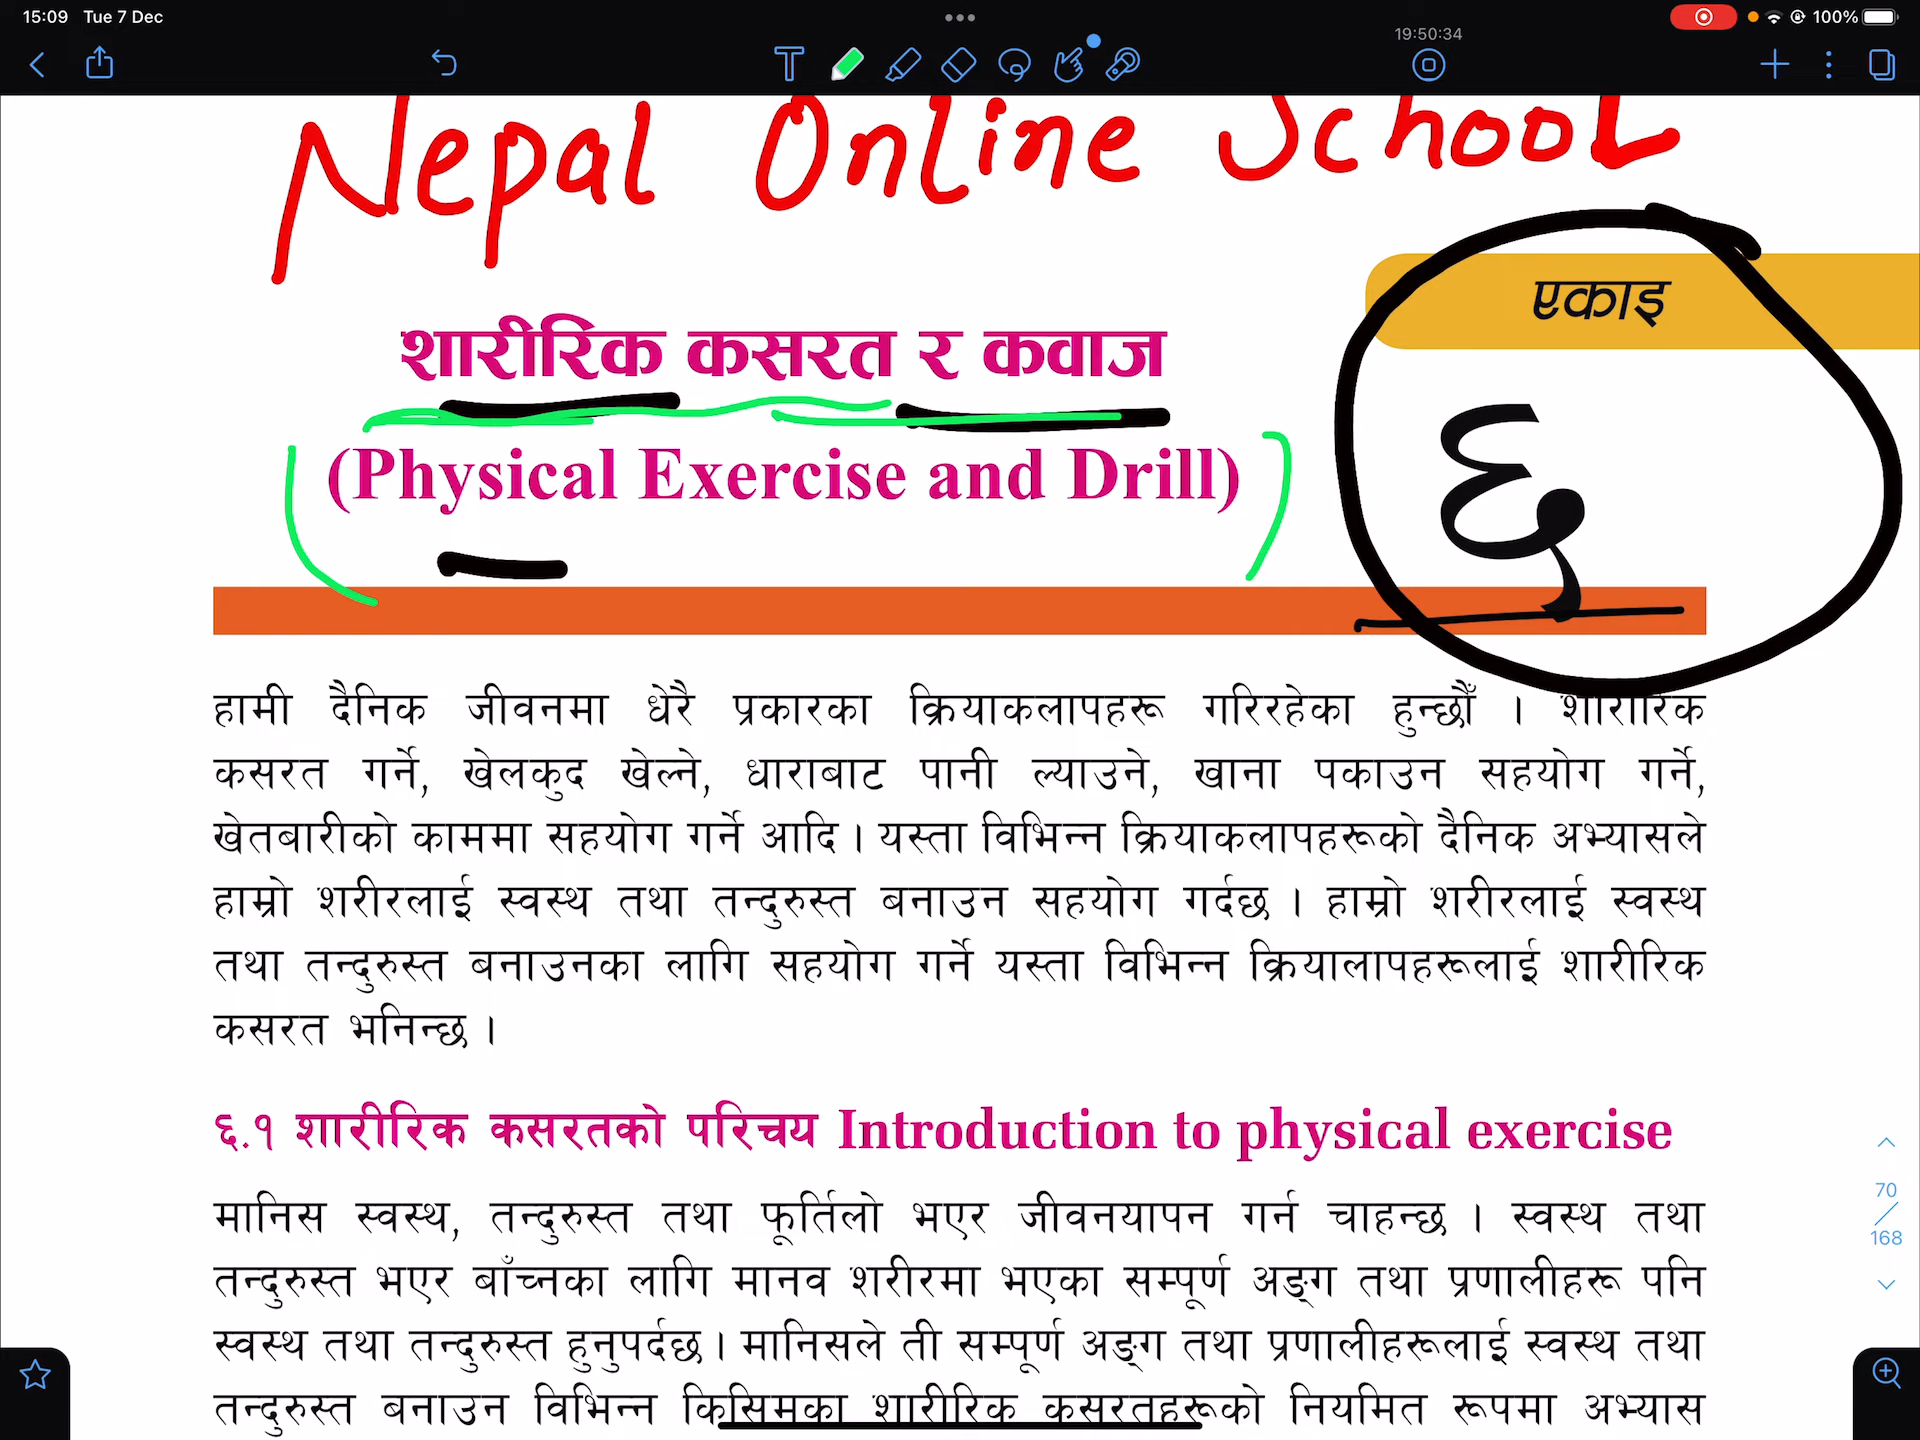 15:09 Tue 7 Dec
100%
19:50:34
Nepal Online School
एकाइ
६
शारीरिक कसरत र कवाज
(Physical Exercise and Drill)
हामी दैनिक जीवनमा धेरै प्रकारका क्रियाकलापहरू गरिरहेका हुन्छौँ । शारीरिक
कसरत गर्ने, खेलकुद खेल्ने, धाराबाट पानी ल्याउने, खाना पकाउन सहयोग गर्ने,
खेतबारीको काममा सहयोग गर्ने आदि । यस्ता विभिन्न क्रियाकलापहरूको दैनिक अभ्यासले
हाम्रो शरीरलाई स्वस्थ तथा तन्दुरुस्त बनाउन सहयोग गर्दछ । हाम्रो शरीरलाई स्वस्थ
तथा तन्दुरुस्त बनाउनका लागि सहयोग गर्ने यस्ता विभिन्न क्रियालापहरूलाई शारीरिक
कसरत भनिन्छ ।
६.१ शारीरिक कसरतको परिचय Introduction to physical exercise
मानिस स्वस्थ, तन्दुरुस्त तथा फूर्तिलो भएर जीवनयापन गर्न चाहन्छ । स्वस्थ तथा
तन्दुरुस्त भएर बाँच्नका लागि मानव शरीरमा भएका सम्पूर्ण अङ्ग तथा प्रणालीहरू पनि
स्वस्थ तथा तन्दुरुस्त हुनुपर्दछ । मानिसले ती सम्पूर्ण अङ्ग तथा प्रणालीहरूलाई स्वस्थ तथा
तन्दुरुस्त बनाउन विभिन्न किसिमका शारीरिक कसरतहरूको नियमित रूपमा अभ्यास
70
168